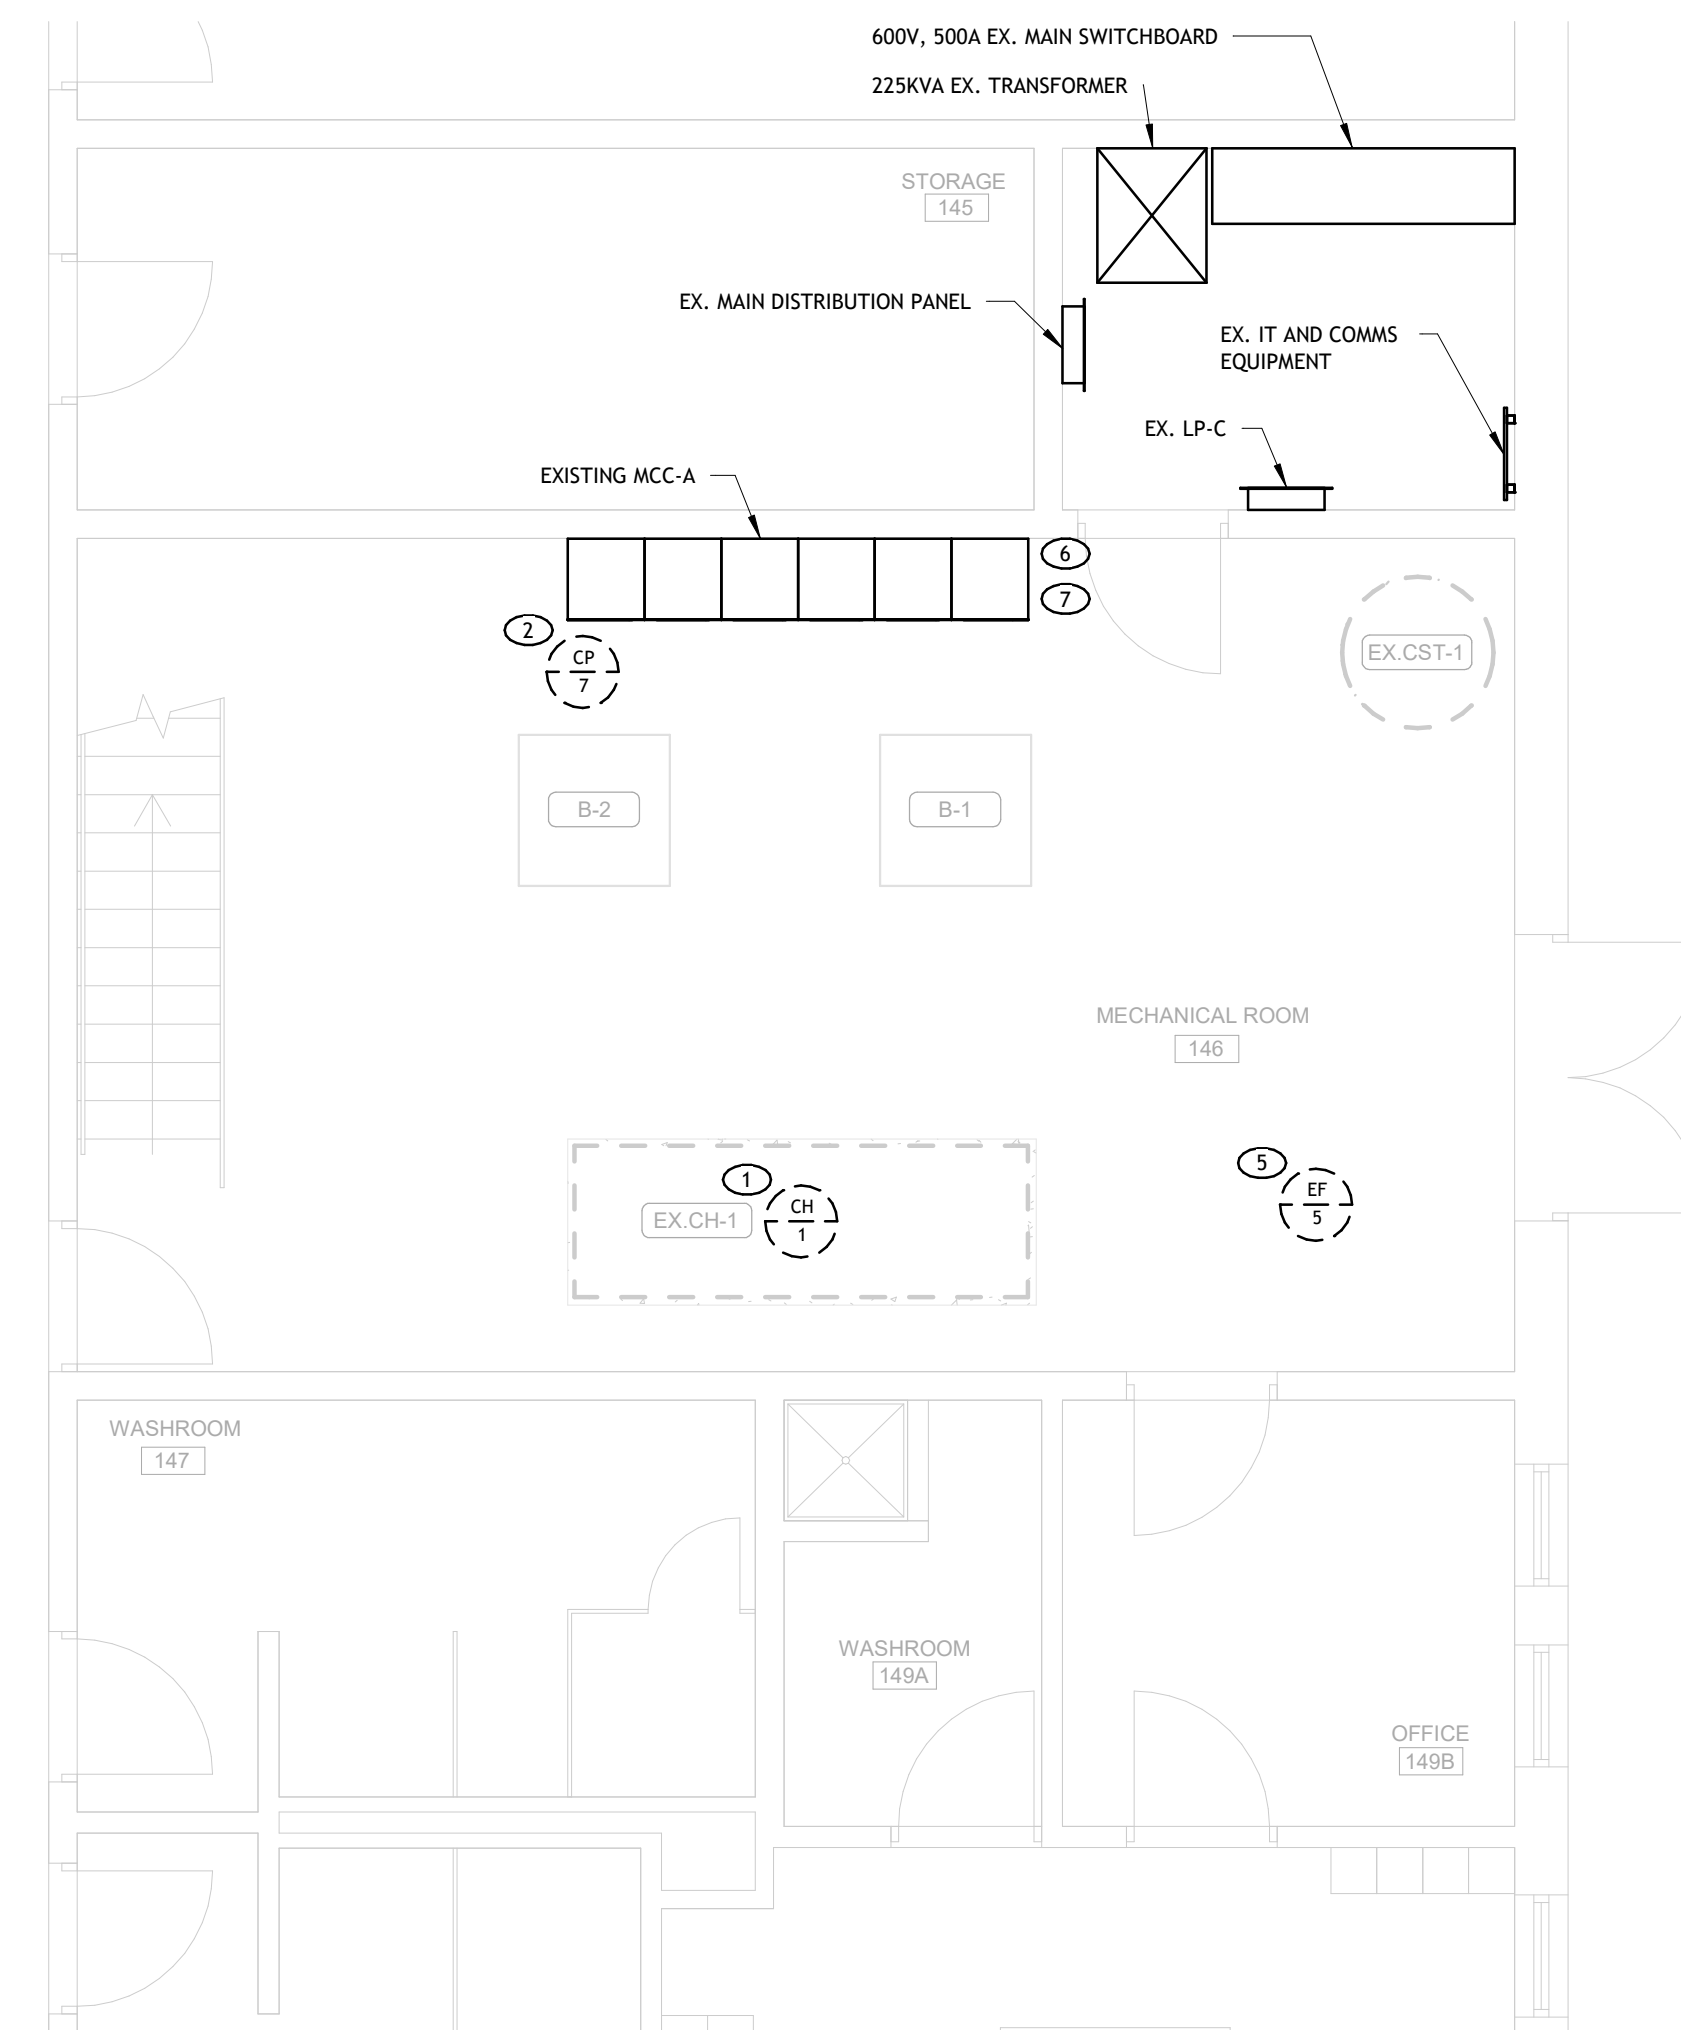 600V, 500A EX. MAIN SWITCHBOARD
225KVA EX. TRANSFORMER
STORAGE
145
EX. MAIN DISTRIBUTION PANEL
EX. IT AND COMMS
EQUIPMENT
EX. LP-C
EXISTING MCC-A
6
7
2
CP
7
EX.CST-1
B-2
B-1
MECHANICAL ROOM
146
5
EF
5
1
CH
1
EX.CH-1
WASHROOM
147
WASHROOM
149A
OFFICE
149B